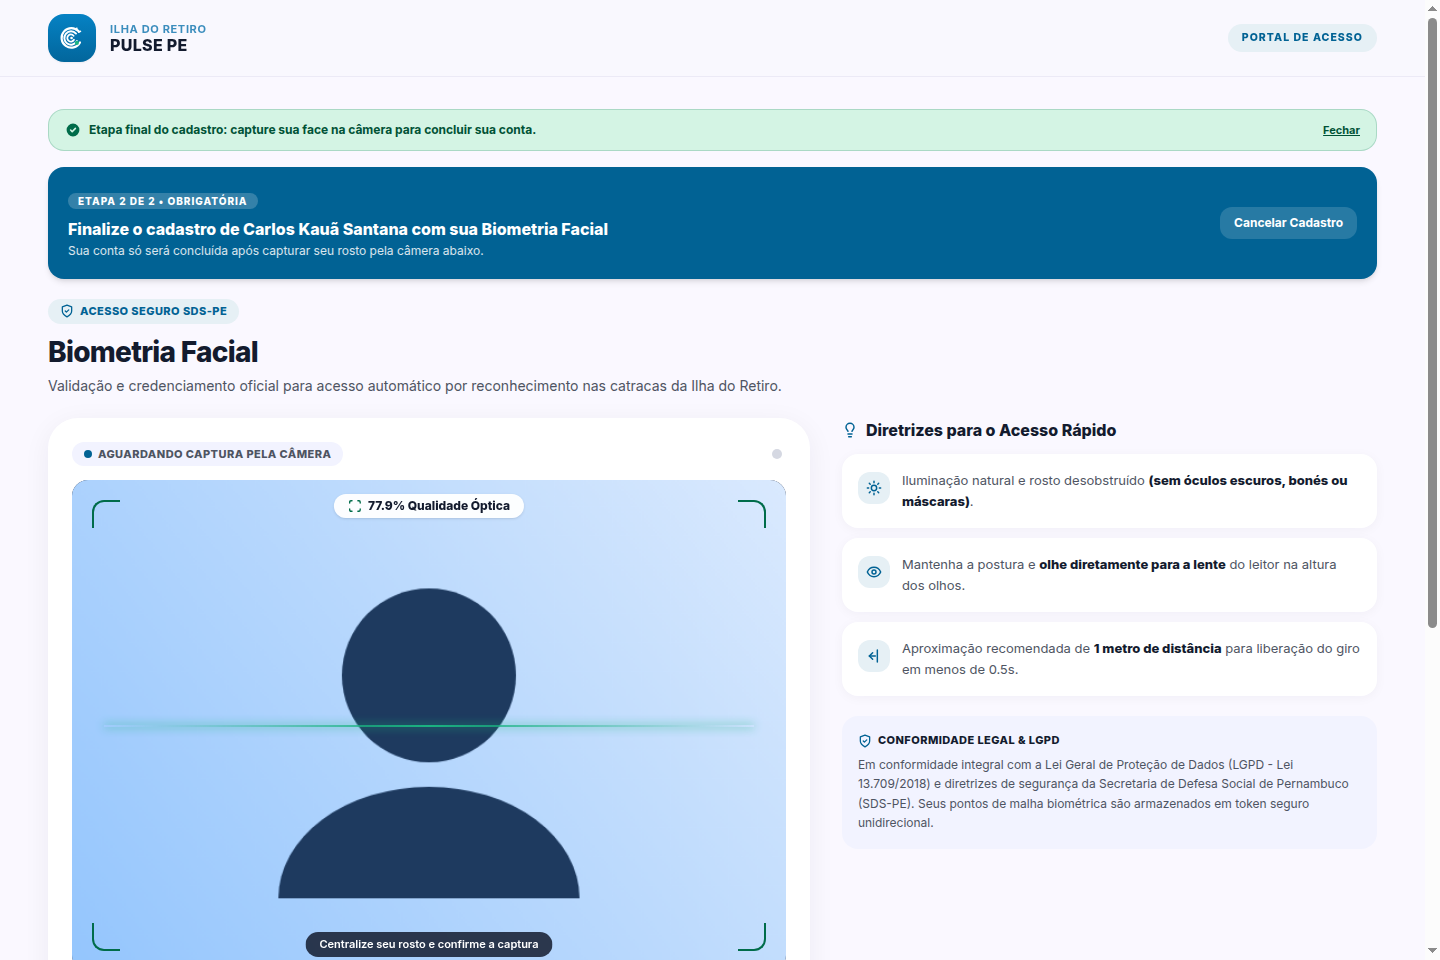 ILHA DO RETIRO
PULSE PE
PORTAL DE ACESSO
Etapa final do cadastro: capture sua face na câmera para concluir sua conta.
Fechar
ETAPA 2 DE 2 • OBRIGATÓRIA
Finalize o cadastro de Carlos Kauã Santana com sua Biometria Facial
Sua conta só será concluída após capturar seu rosto pela câmera abaixo.
Cancelar Cadastro
ACESSO SEGURO SDS-PE
Biometria Facial
Validação e credenciamento oficial para acesso automático por reconhecimento nas catracas da Ilha do Retiro.
AGUARDANDO CAPTURA PELA CÂMERA
77.9% Qualidade Óptica
Centralize seu rosto e confirme a captura
Diretrizes para o Acesso Rápido
Iluminação natural e rosto desobstruído (sem óculos escuros, bonés ou
máscaras).
Mantenha a postura e olhe diretamente para a lente do leitor na altura
dos olhos.
Aproximação recomendada de 1 metro de distância para liberação do giro
em menos de 0.5s.
CONFORMIDADE LEGAL & LGPD
Em conformidade integral com a Lei Geral de Proteção de Dados (LGPD - Lei
13.709/2018) e diretrizes de segurança da Secretaria de Defesa Social de Pernambuco
(SDS-PE). Seus pontos de malha biométrica são armazenados em token seguro
unidirecional.